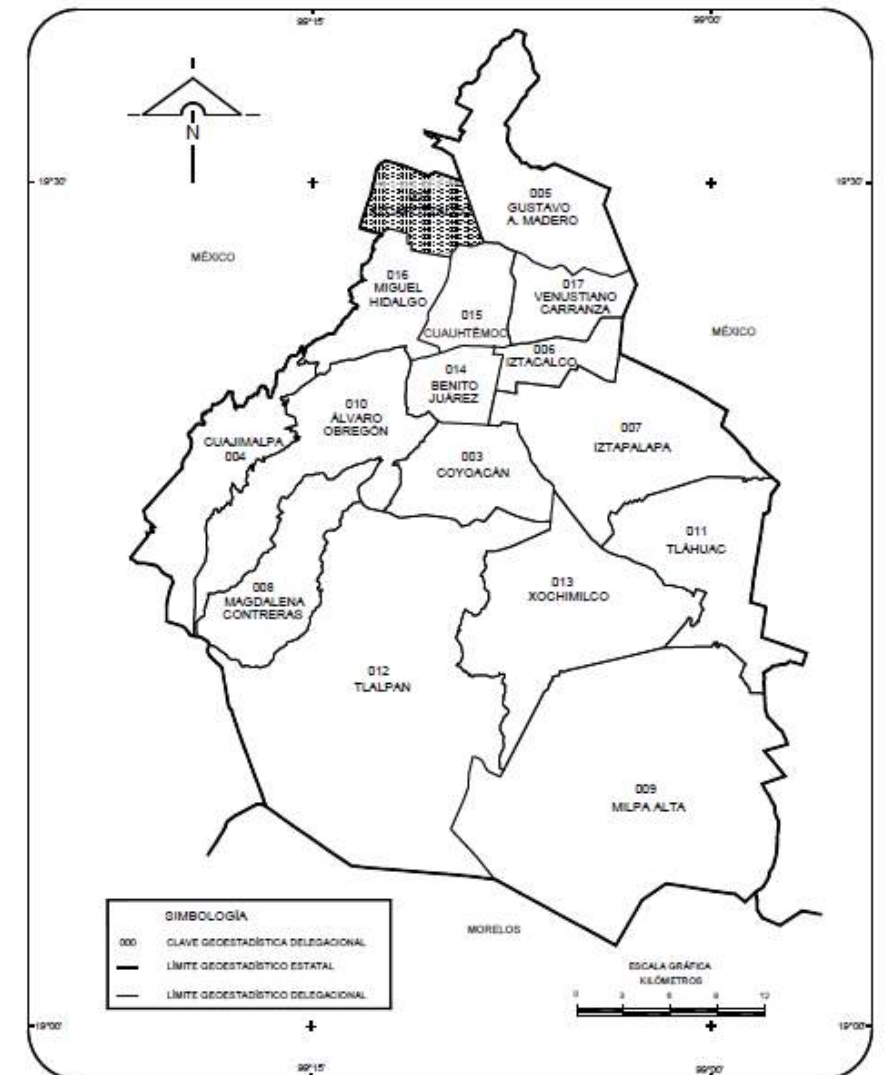 99°15'
99°00'
N
19°30'
19°30'
005
GUSTAVO
A. MADERO
MÉXICO
016
MIGUEL
HIDALGO
017
VENUSTIANO
CARRANZA
015
CUAUHTÉMOC
MÉXICO
006
IZTACALCO
014
BENITO
JUÁREZ
010
ÁLVARO
OBREGÓN
007
IZTAPALAPA
CUAJIMALPA
004
003
COYOACÁN
011
TLÁHUAC
013
XOCHIMILCO
008
MAGDALENA
CONTRERAS
012
TLALPAN
009
MILPA ALTA
SIMBOLOGÍA
000 CLAVE GEOESTADÍSTICA DELEGACIONAL
LÍMITE GEOESTADÍSTICO ESTATAL
LÍMITE GEOESTADÍSTICO DELEGACIONAL
MORELOS
ESCALA GRÁFICA
KILÓMETROS
0 3 6 9 12
19°00'
19°00'
99°15'
99°00'